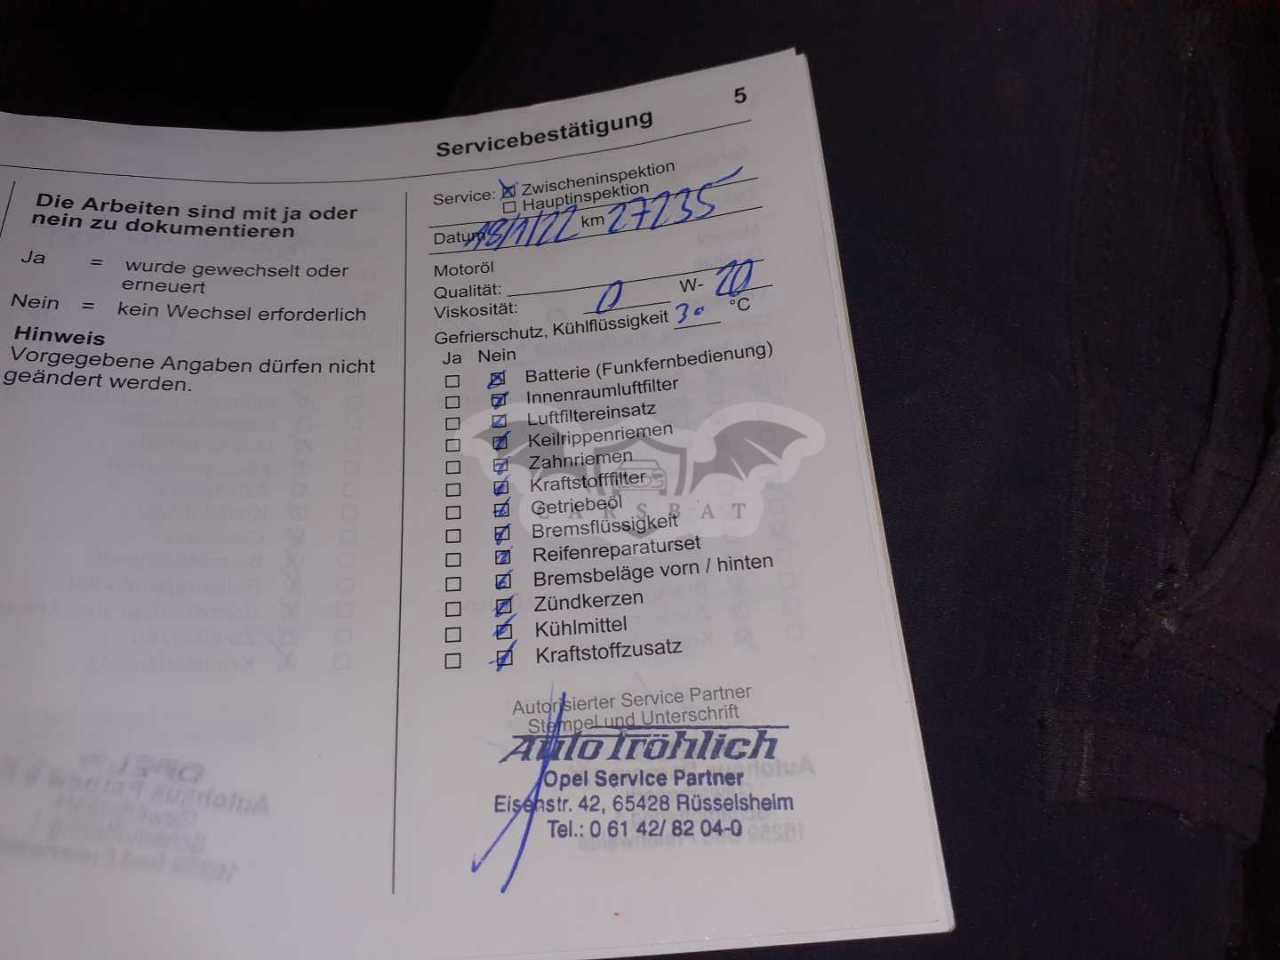 Servicebestätigung 5
Die Arbeiten sind mit ja oder
nein zu dokumentieren
Ja = wurde gewechselt oder
erneuert
Nein = kein Wechsel erforderlich
Hinweis
Vorgegebene Angaben dürfen nicht
geändert werden.
Service: Zwischeninspektion
Hauptinspektion
Datum 18/1/22 km 27235
Motoröl
Qualität:
Viskosität: 0 W- 20
Gefrierschutz, Kühlflüssigkeit 30 °C
Ja Nein
Batterie (Funkfernbedienung)
Innenraumluftfilter
Luftfiltereinsatz
Keilrippenriemen
Zahnriemen
Kraftstofffilter
Getriebeöl
CARSBAT
Bremsflüssigkeit
Reifenreparaturset
Bremsbeläge vorn / hinten
Zündkerzen
Kühlmittel
Kraftstoffzusatz
Autorisierter Service Partner
Stempel und Unterschrift
Auto Fröhlich
Opel Service Partner
Eisenstr. 42, 65428 Rüsselsheim
Tel.: 0 61 42/ 82 04-0